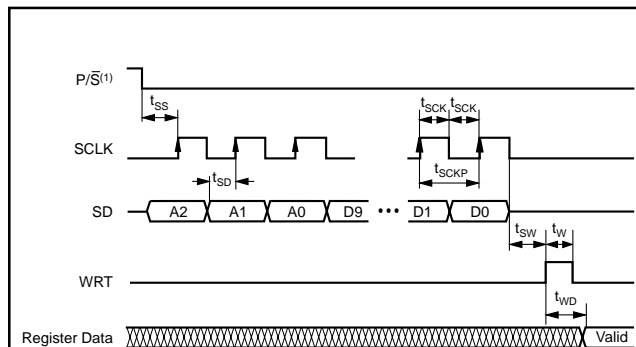 P/S̄(1)
tSS
tSCK tSCK
SCLK
tSD
tSCKP
SD A2 A1 A0 D9 ••• D1 D0
tSW tW
WRT
tWD
Register Data Valid